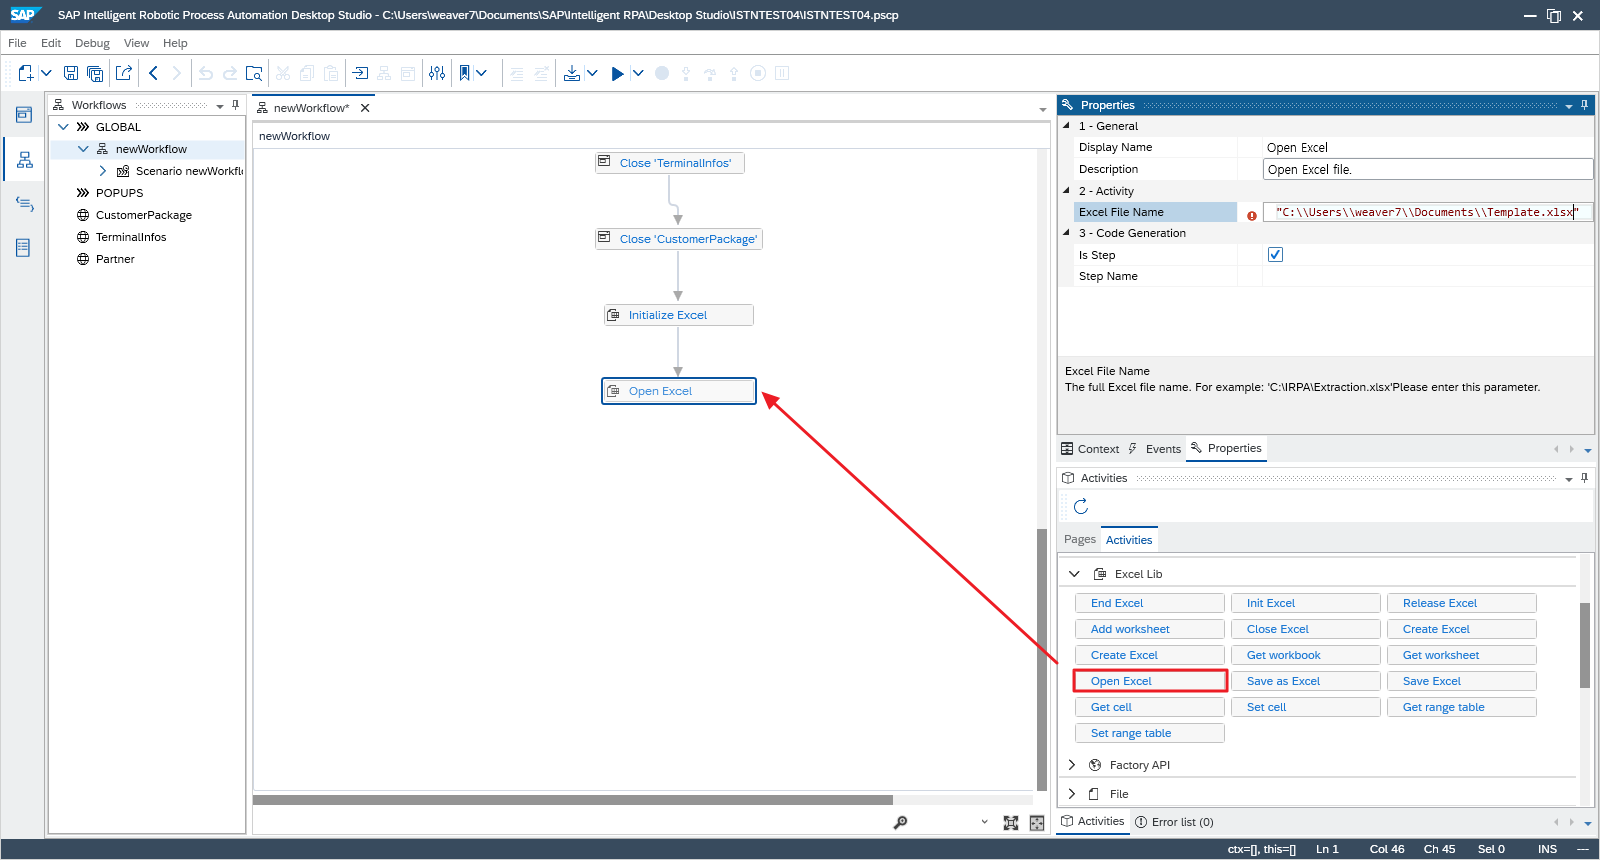 SAP Intelligent Robotic Process Automation Desktop Studio - C:\Users\weaver7\Documents\SAP\Intelligent RPA\Desktop Studio\ISTNTEST04\ISTNTEST04.pscp
File Edit Debug View Help
Workflows
GLOBAL
newWorkflow
Scenario newWorkfl
POPUPS
CustomerPackage
TerminalInfos
Partner
newWorkflow*
newWorkflow
Close 'TerminalInfos'
Close 'CustomerPackage'
Initialize Excel
Open Excel
Properties
1 - General
Display Name Open Excel
Description Open Excel file.
2 - Activity
Excel File Name "C:\\Users\\weaver7\\Documents\\Template.xlsx"
3 - Code Generation
Is Step
Step Name
Excel File Name
The full Excel file name. For example: 'C:\IRPA\Extraction.xlsx'Please enter this parameter.
Context Events Properties
Activities
Pages Activities
Excel Lib
End Excel Init Excel Release Excel
Add worksheet Close Excel Create Excel
Create Excel Get workbook Get worksheet
Open Excel Save as Excel Save Excel
Get cell Set cell Get range table
Set range table
Factory API
File
Activities Error list (0)
ctx=[], this=[] Ln 1 Col 46 Ch 45 Sel 0 INS ---